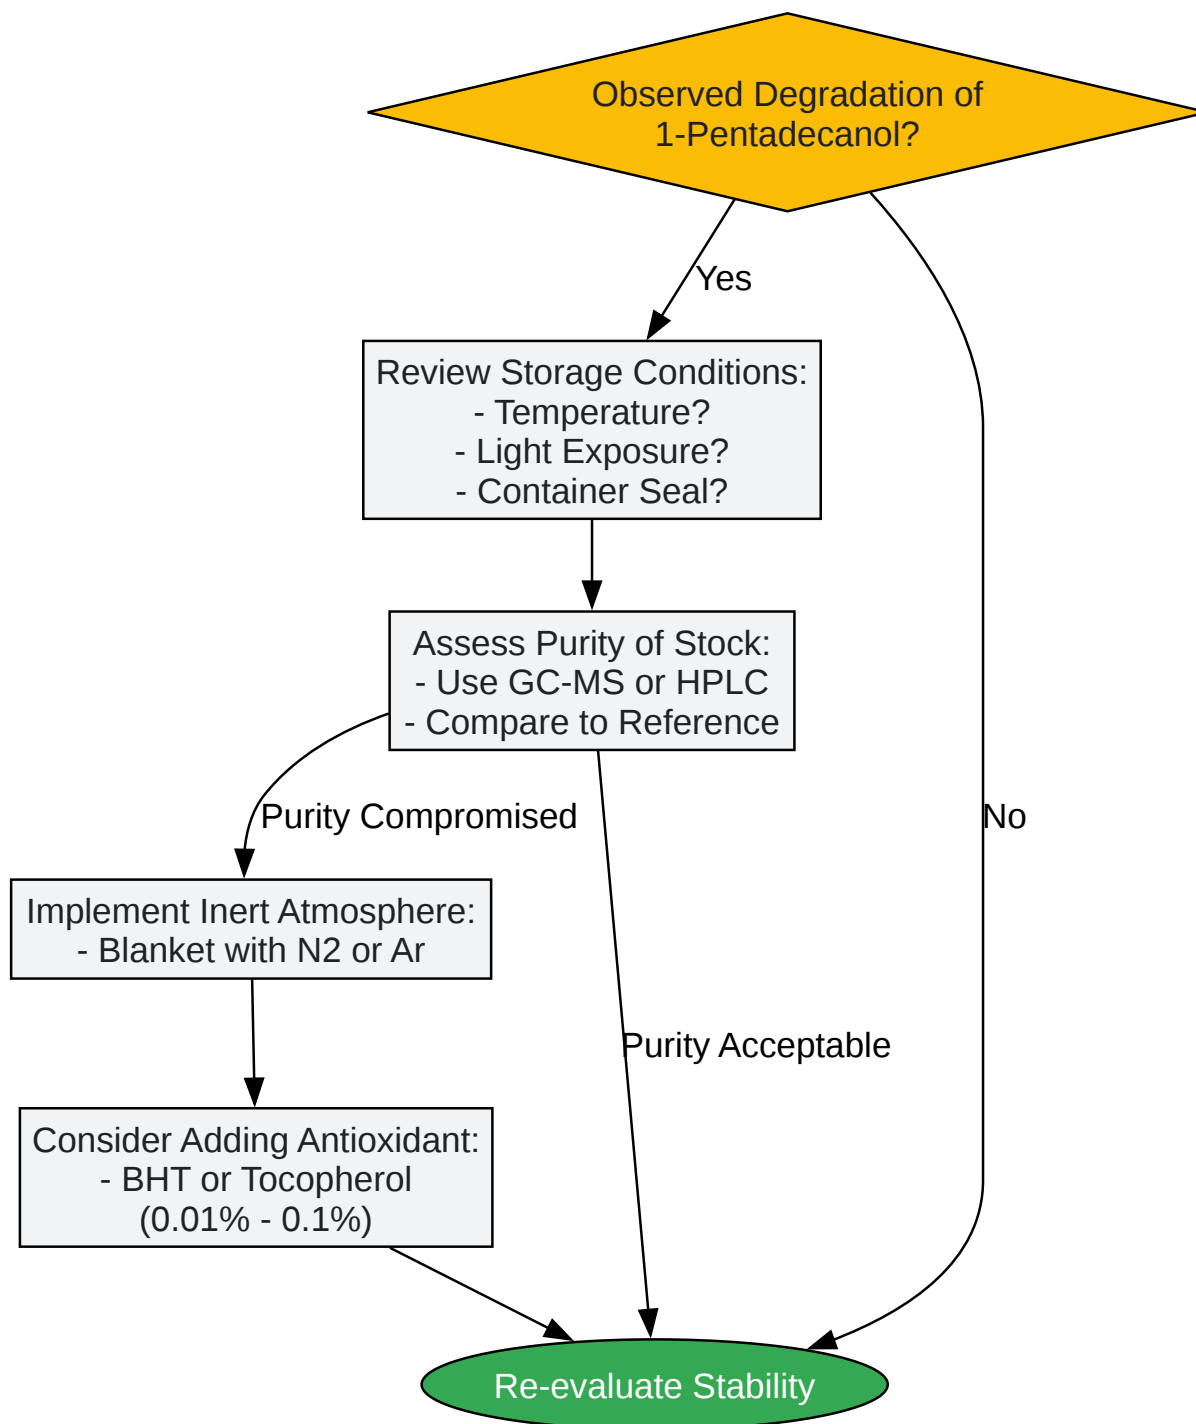 Observed Degradation of
1-Pentadecanol?
Yes
Review Storage Conditions:
- Temperature?
- Light Exposure?
- Container Seal?
Assess Purity of Stock:
- Use GC-MS or HPLC
- Compare to Reference
Purity Compromised
No
Implement Inert Atmosphere:
- Blanket with N2 or Ar
Purity Acceptable
Consider Adding Antioxidant:
- BHT or Tocopherol
(0.01% - 0.1%)
Re-evaluate Stability